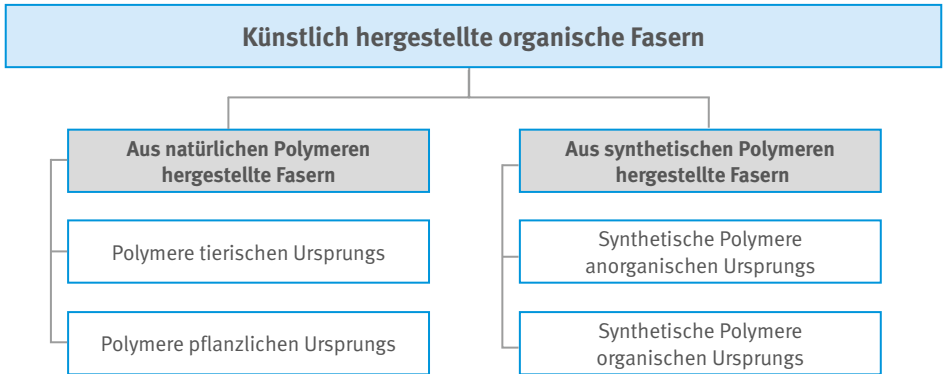 Künstlich hergestellte organische Fasern
Aus natürlichen Polymeren
hergestellte Fasern
Polymere tierischen Ursprungs
Polymere pflanzlichen Ursprungs
Aus synthetischen Polymeren
hergestellte Fasern
Synthetische Polymere
anorganischen Ursprungs
Synthetische Polymere
organischen Ursprungs